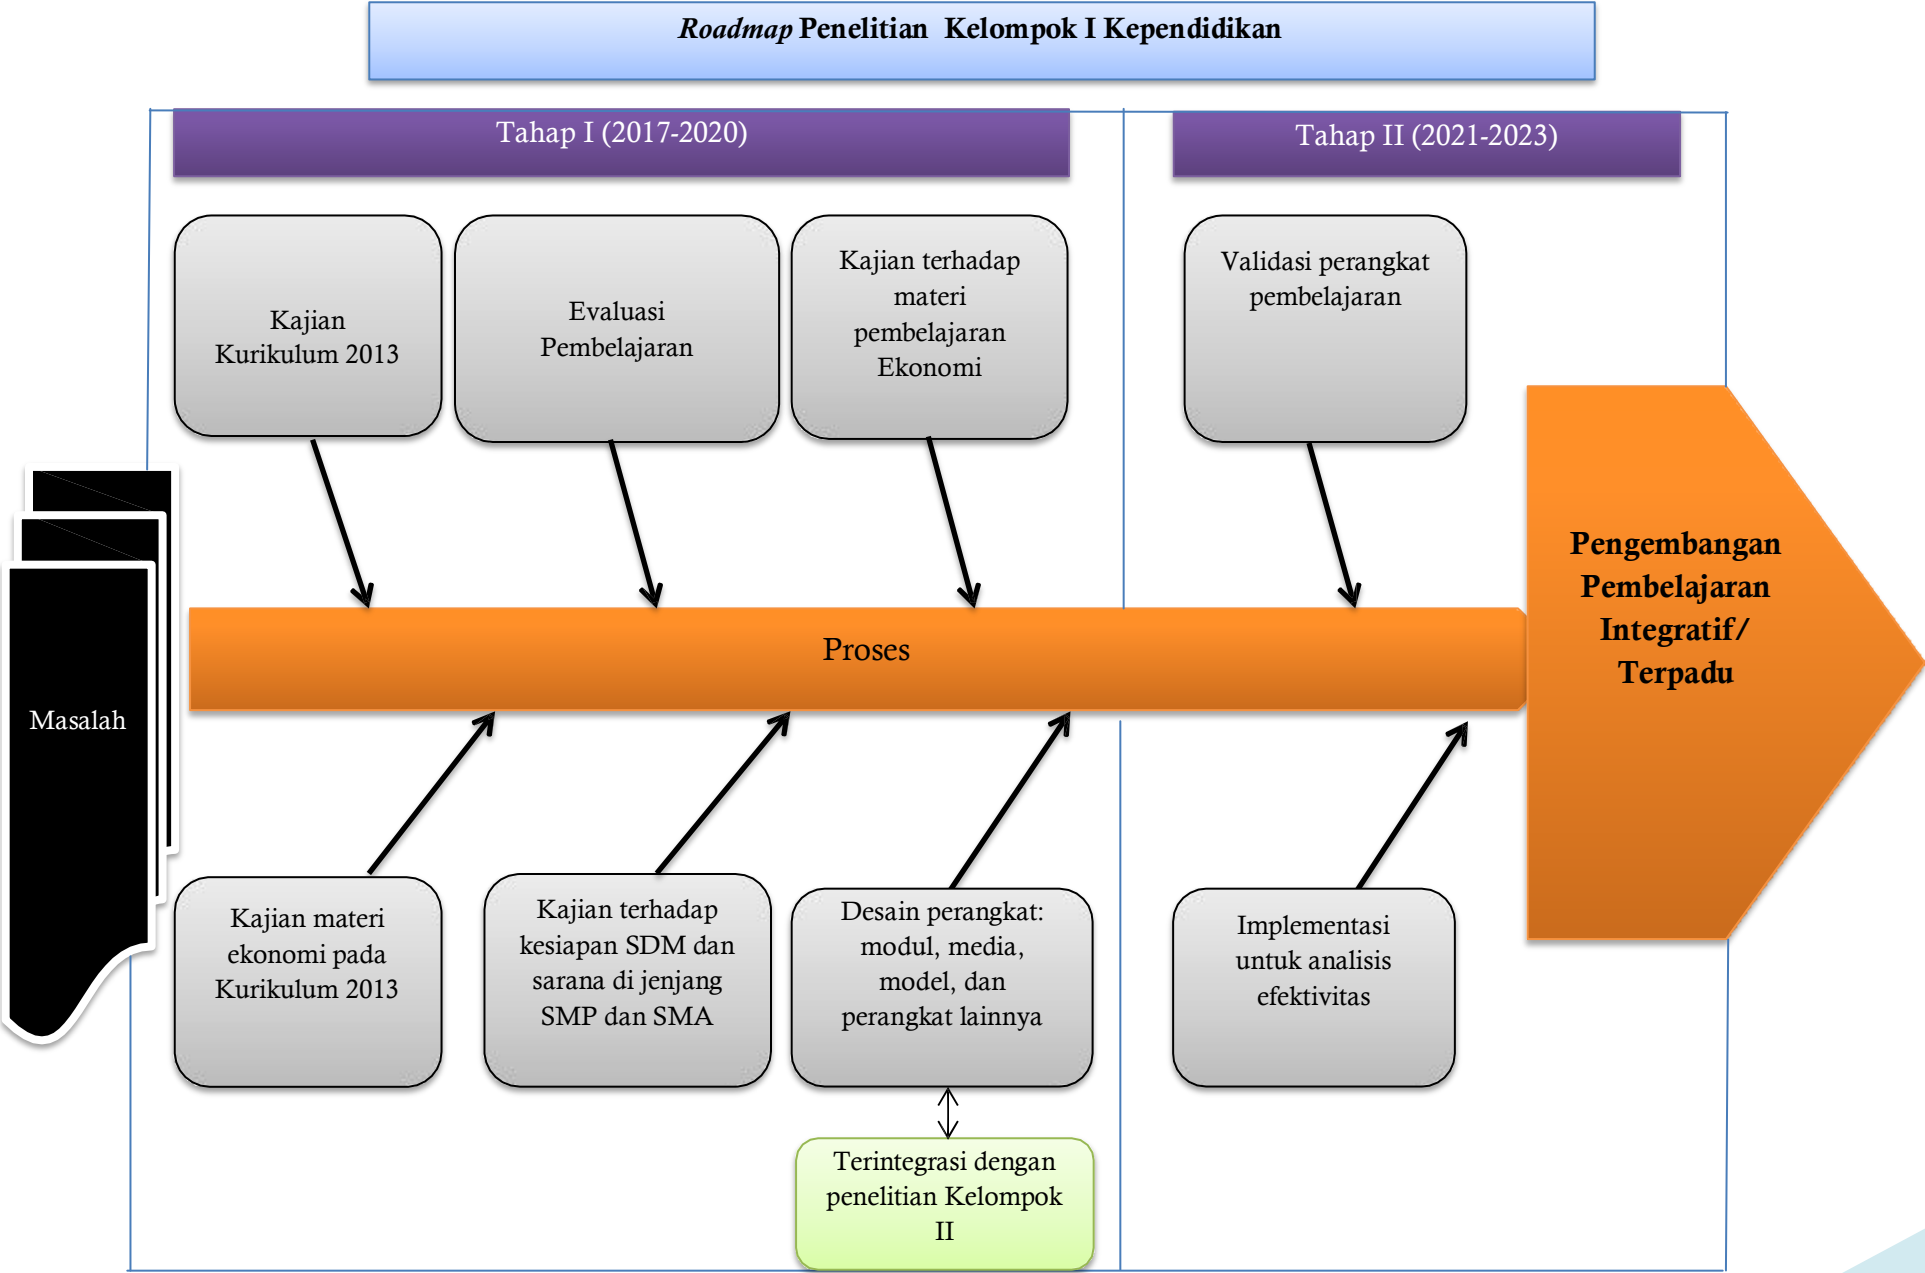 Roadmap Penelitian Kelompok I Kependidikan
Tahap I (2017-2020)
Tahap II (2021-2023)
Kajian
Kurikulum 2013
Evaluasi
Pembelajaran
Kajian terhadap
materi
pembelajaran
Ekonomi
Validasi perangkat
pembelajaran
Masalah
Proses
Pengembangan
Pembelajaran
Integratif/
Terpadu
Kajian materi
ekonomi pada
Kurikulum 2013
Kajian terhadap
kesiapan SDM dan
sarana di jenjang
SMP dan SMA
Desain perangkat:
modul, media,
model, dan
perangkat lainnya
Implementasi
untuk analisis
efektivitas
Terintegrasi dengan
penelitian Kelompok
II